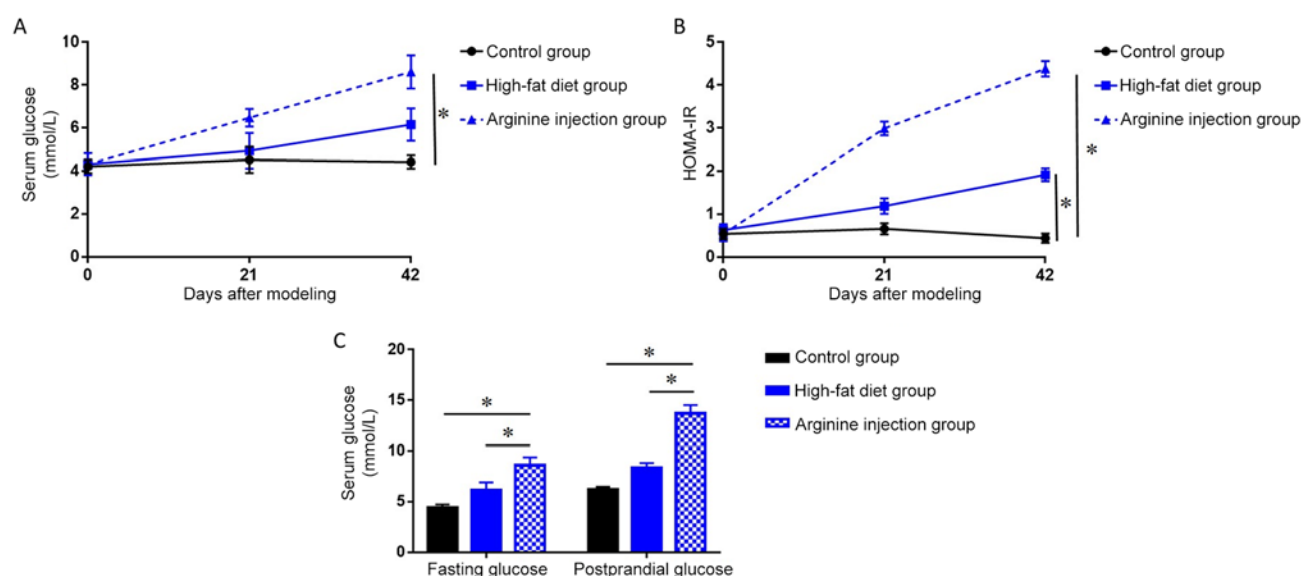 A
Serum glucose
(mmol/L)
10
8
6
4
2
0
0
21
42
Days after modeling
*
Control group
High-fat diet group
Arginine injection group
B
HOMA-IR
5
4
3
2
1
0
0
21
42
Days after modeling
*
*
Control group
High-fat diet group
Arginine injection group
C
Serum glucose
(mmol/L)
20
15
10
5
0
*
*
*
*
Fasting glucose
Postprandial glucose
Control group
High-fat diet group
Arginine injection group